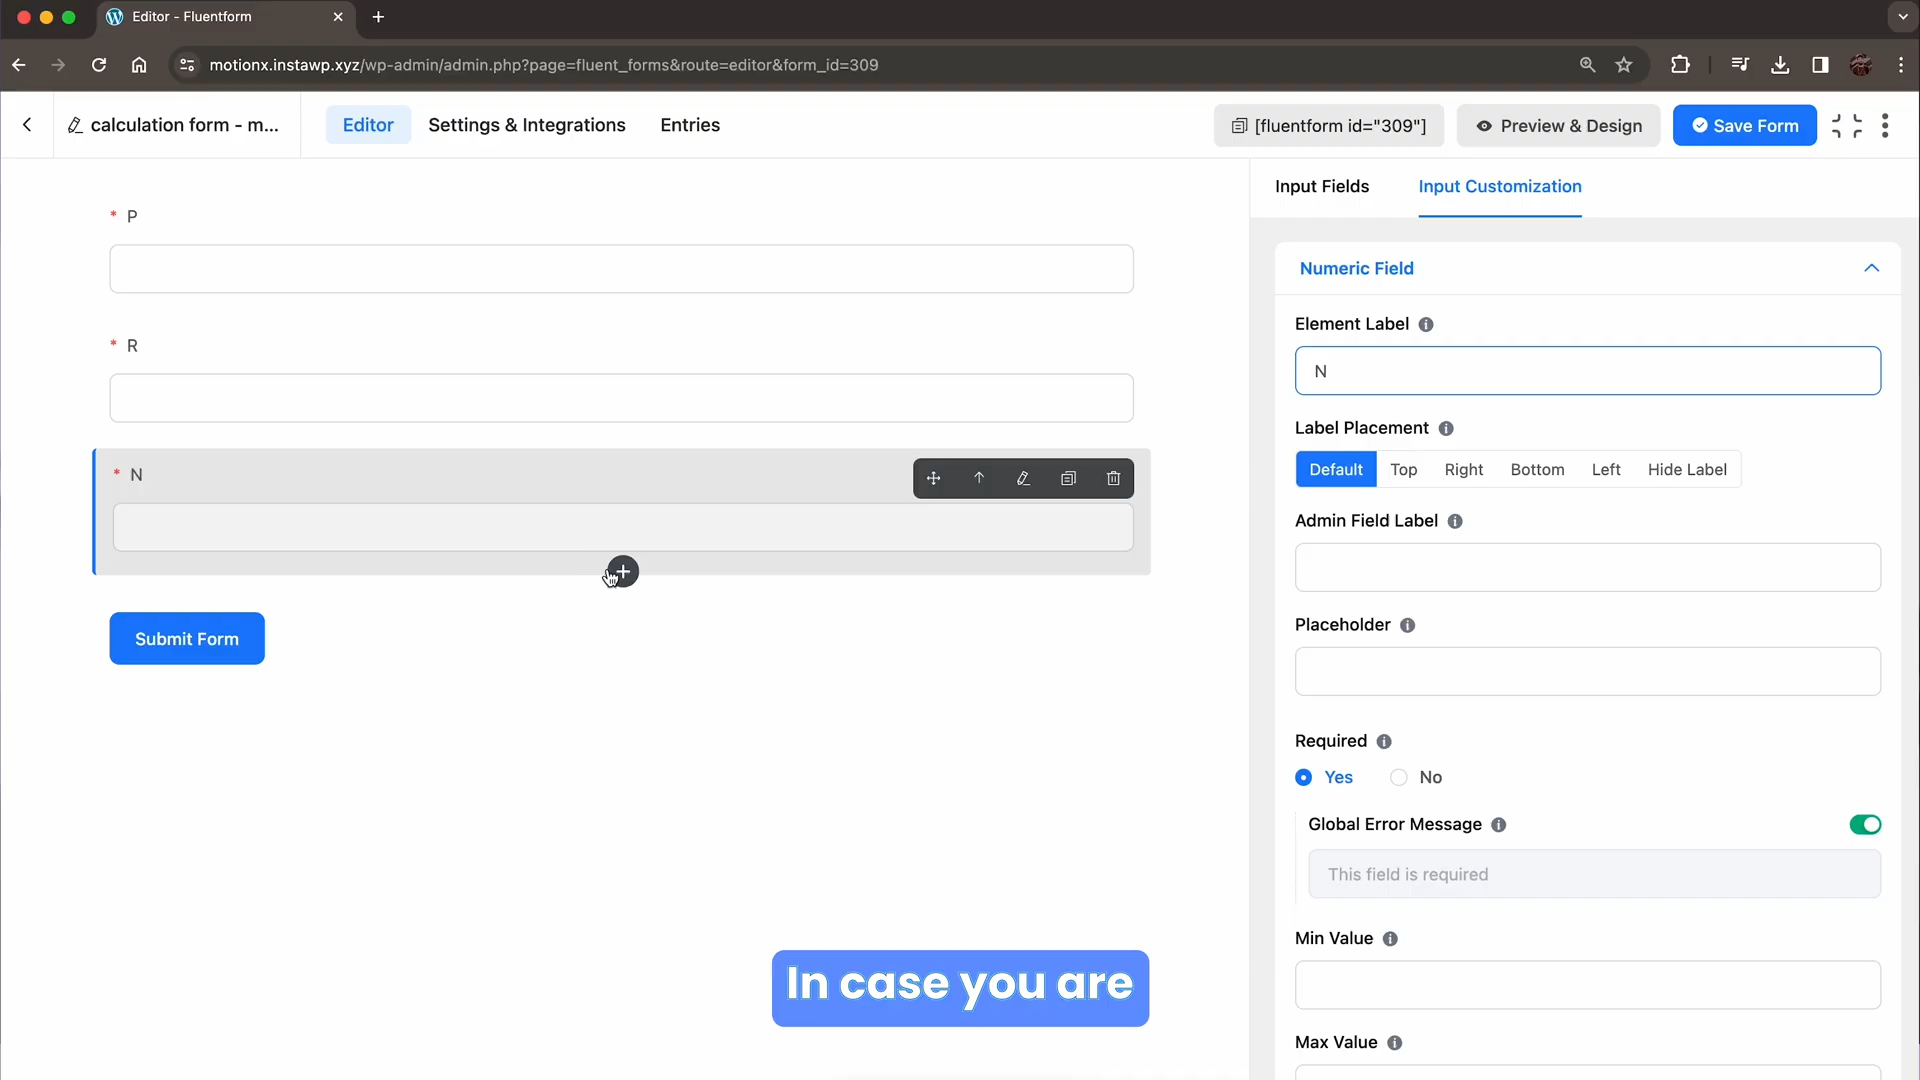 Editor - Fluentform
motionx.instawp.xyz/wp-admin/admin.php?page=fluent_forms&route=editor&form_id=309
calculation form - m...
Editor
Settings & Integrations
Entries
[fluentform id="309"]
Preview & Design
Save Form
* P
* R
* N
Submit Form
Input Fields
Input Customization
Numeric Field
Element Label
N
Label Placement
Default
Top
Right
Bottom
Left
Hide Label
Admin Field Label
Placeholder
Required
Yes
No
Global Error Message
This field is required
Min Value
Max Value
In case you are